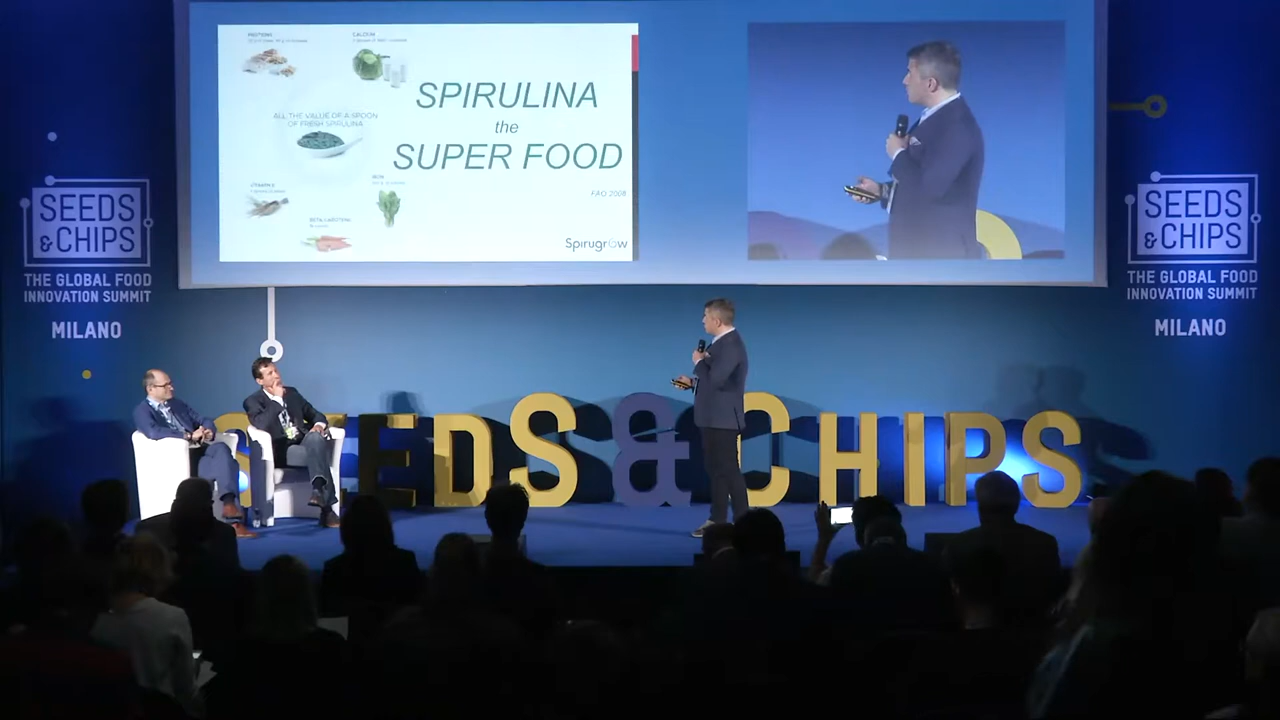 PROTEINS
CALCIUM
ALL THE VALUE OF A SPOON
OF FRESH SPIRULINA
SPIRULINA
the
SUPER FOOD
FAO 2008
IRON
BETA-CAROTENE
Spirugrow
SEEDS
&CHIPS
THE GLOBAL FOOD
INNOVATION SUMMIT
MILANO
SEEDS
&CHIPS
THE GLOBAL FOOD
INNOVATION SUMMIT
MILANO
SEEDS&CHIPS